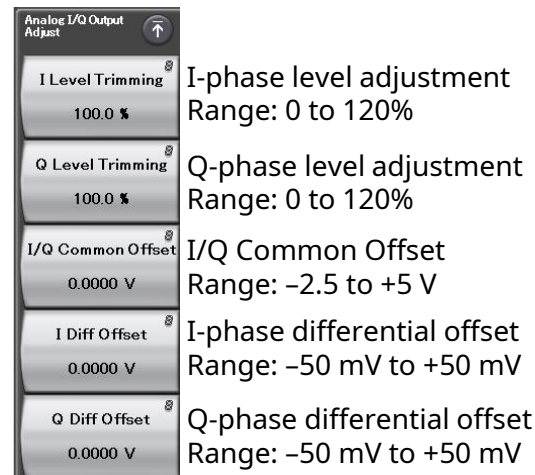 Analog I/Q Output
Adjust
I Level Trimming
100.0 %
I-phase level adjustment
Range: 0 to 120%
Q Level Trimming
100.0 %
Q-phase level adjustment
Range: 0 to 120%
I/Q Common Offset
0.0000 V
I/Q Common Offset
Range: –2.5 to +5 V
I Diff Offset
0.0000 V
I-phase differential offset
Range: –50 mV to +50 mV
Q Diff Offset
0.0000 V
Q-phase differential offset
Range: –50 mV to +50 mV